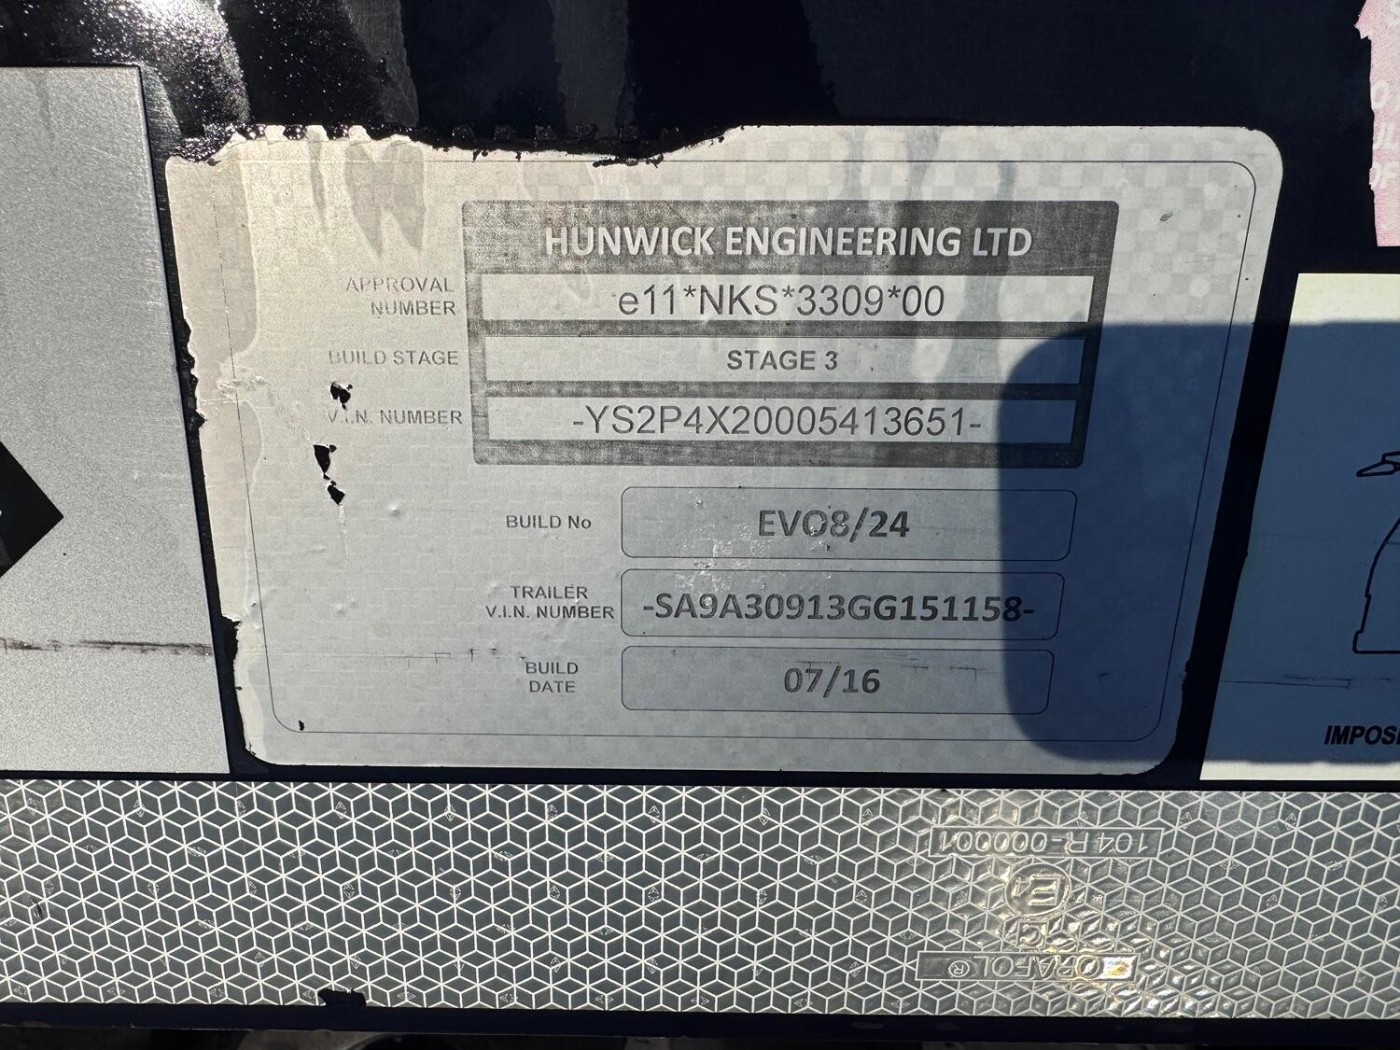 HUNWICK ENGINEERING LTD
APPROVAL
NUMBER
e11*NKS*3309*00
BUILD STAGE
STAGE 3
V.I.N. NUMBER
-YS2P4X20005413651-
BUILD No
EVO8/24
TRAILER
V.I.N. NUMBER
-SA9A30913GG151158-
BUILD
DATE
07/16
IMPOS
104 R-000001
E
C
ORAFOL®